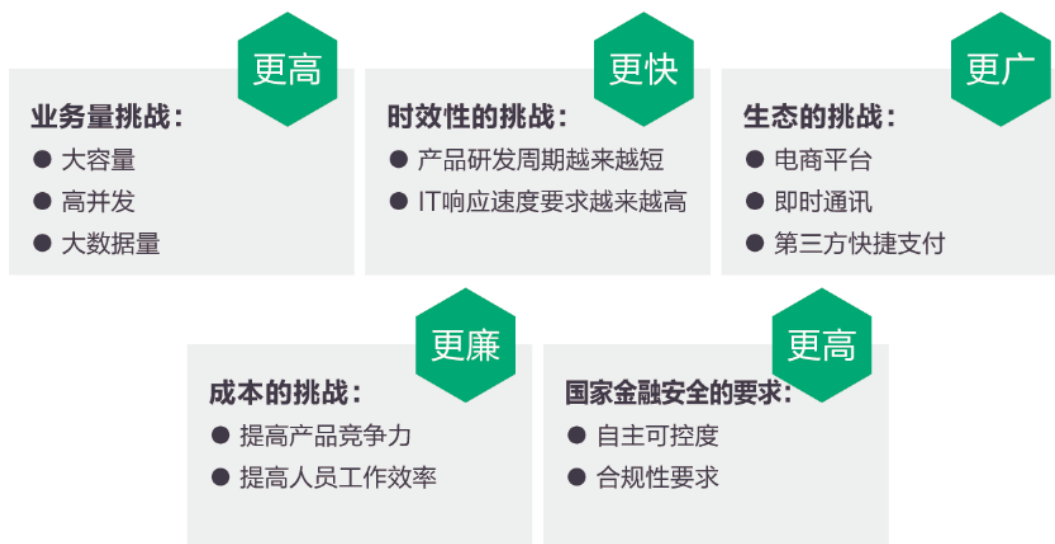 更高
业务量挑战：
● 大容量
● 高并发
● 大数据量
更快
时效性的挑战：
● 产品研发周期越来越短
● IT响应速度要求越来越高
更广
生态的挑战：
● 电商平台
● 即时通讯
● 第三方快捷支付
更廉
成本的挑战：
● 提高产品竞争力
● 提高人员工作效率
更高
国家金融安全的要求：
● 自主可控度
● 合规性要求